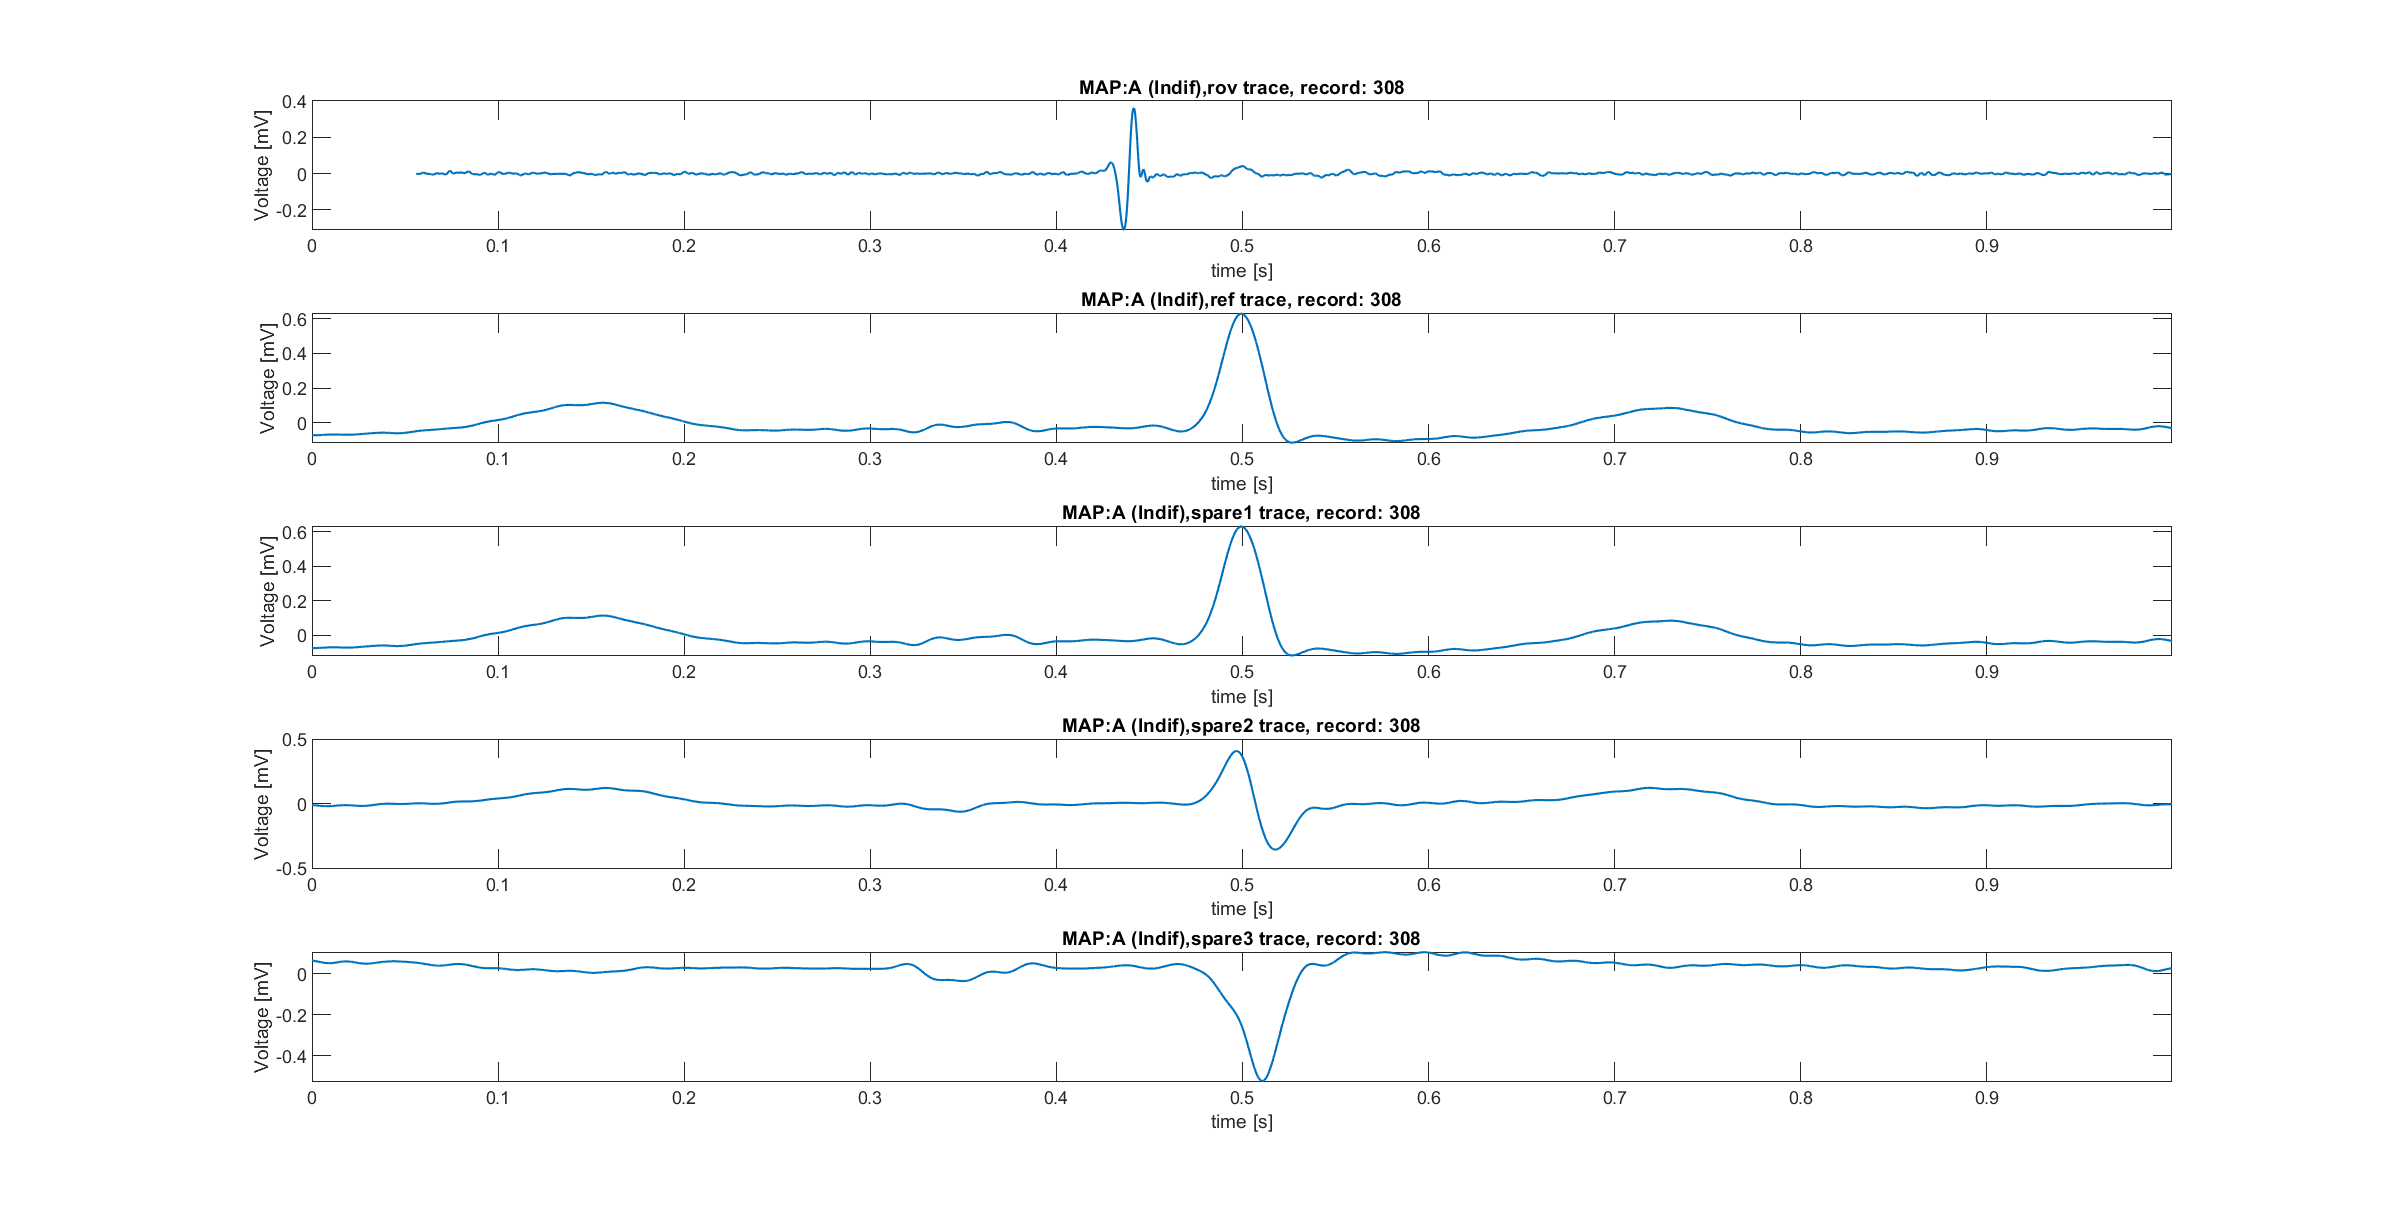 MAP:A (Indif),rov trace, record: 308
Voltage [mV]
0.4
0.2
0
-0.2
0 0.1 0.2 0.3 0.4 0.5 0.6 0.7 0.8 0.9
time [s]
MAP:A (Indif),ref trace, record: 308
Voltage [mV]
0.6
0.4
0.2
0
0 0.1 0.2 0.3 0.4 0.5 0.6 0.7 0.8 0.9
time [s]
MAP:A (Indif),spare1 trace, record: 308
Voltage [mV]
0.6
0.4
0.2
0
0 0.1 0.2 0.3 0.4 0.5 0.6 0.7 0.8 0.9
time [s]
MAP:A (Indif),spare2 trace, record: 308
Voltage [mV]
0.5
0
-0.5
0 0.1 0.2 0.3 0.4 0.5 0.6 0.7 0.8 0.9
time [s]
MAP:A (Indif),spare3 trace, record: 308
Voltage [mV]
0
-0.2
-0.4
0 0.1 0.2 0.3 0.4 0.5 0.6 0.7 0.8 0.9
time [s]